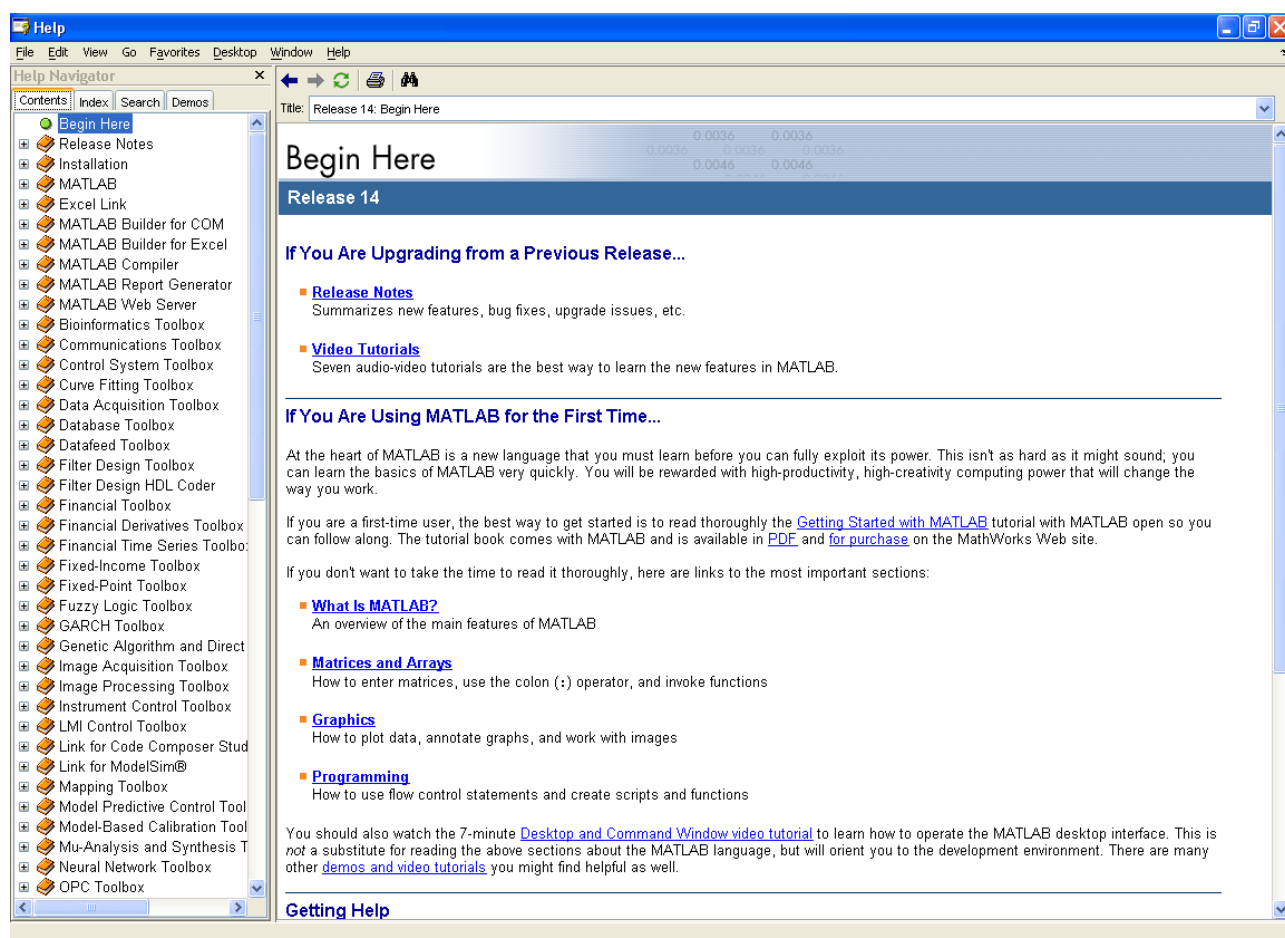 Help
File Edit View Go Favorites Desktop Window Help
Help Navigator
Contents Index Search Demos
Begin Here
Release Notes
Installation
MATLAB
Excel Link
MATLAB Builder for COM
MATLAB Builder for Excel
MATLAB Compiler
MATLAB Report Generator
MATLAB Web Server
Bioinformatics Toolbox
Communications Toolbox
Control System Toolbox
Curve Fitting Toolbox
Data Acquisition Toolbox
Database Toolbox
Datafeed Toolbox
Filter Design Toolbox
Filter Design HDL Coder
Financial Toolbox
Financial Derivatives Toolbox
Financial Time Series Toolbo
Fixed-Income Toolbox
Fixed-Point Toolbox
Fuzzy Logic Toolbox
GARCH Toolbox
Genetic Algorithm and Direct
Image Acquisition Toolbox
Image Processing Toolbox
Instrument Control Toolbox
LMI Control Toolbox
Link for Code Composer Stud
Link for ModelSim®
Mapping Toolbox
Model Predictive Control Tool
Model-Based Calibration Tool
Mu-Analysis and Synthesis T
Neural Network Toolbox
OPC Toolbox
Title: Release 14: Begin Here
0.0036 0.0036
0.0036 0.0036 0.0036
0.0046 0.0046
Begin Here
Release 14
If You Are Upgrading from a Previous Release...
Release Notes
Summarizes new features, bug fixes, upgrade issues, etc.
Video Tutorials
Seven audio-video tutorials are the best way to learn the new features in MATLAB.
If You Are Using MATLAB for the First Time...
At the heart of MATLAB is a new language that you must learn before you can fully exploit its power. This isn't as hard as it might sound; you
can learn the basics of MATLAB very quickly. You will be rewarded with high-productivity, high-creativity computing power that will change the
way you work.
If you are a first-time user, the best way to get started is to read thoroughly the Getting Started with MATLAB tutorial with MATLAB open so you
can follow along. The tutorial book comes with MATLAB and is available in PDF and for purchase on the MathWorks Web site.
If you don't want to take the time to read it thoroughly, here are links to the most important sections:
What Is MATLAB?
An overview of the main features of MATLAB
Matrices and Arrays
How to enter matrices, use the colon (:) operator, and invoke functions
Graphics
How to plot data, annotate graphs, and work with images
Programming
How to use flow control statements and create scripts and functions
You should also watch the 7-minute Desktop and Command Window video tutorial to learn how to operate the MATLAB desktop interface. This is
not a substitute for reading the above sections about the MATLAB language, but will orient you to the development environment. There are many
other demos and video tutorials you might find helpful as well.
Getting Help